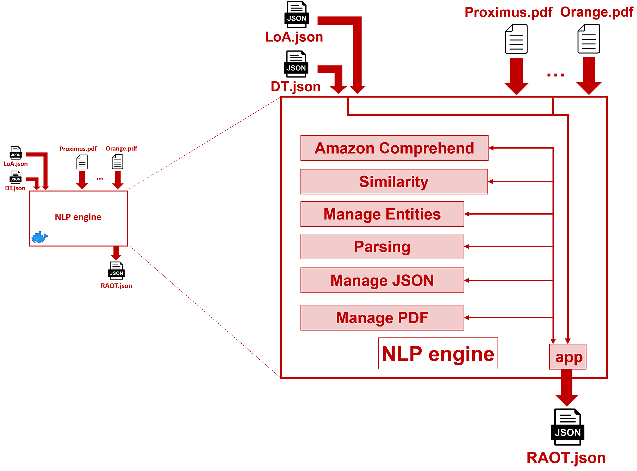 JSON
LoA.json
JSON
DT.json
Proximus.pdf
Orange.pdf
...
Amazon Comprehend
Similarity
Manage Entities
Parsing
Manage JSON
Manage PDF
NLP engine
app
JSON
RAOT.json
LoA.json
DT.json
Proximus.pdf
Orange.pdf
...
NLP engine
JSON
RAOT.json